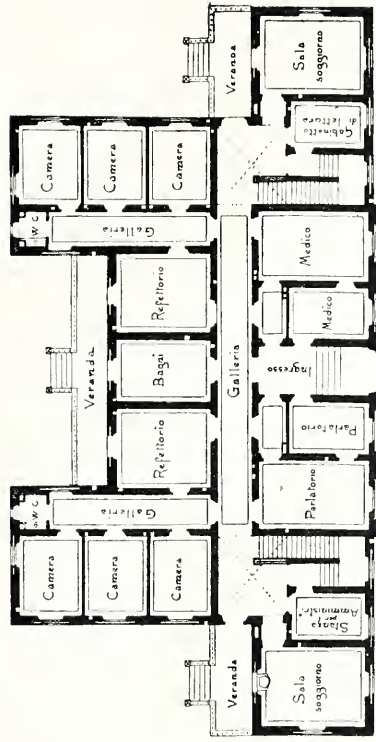 Veranda
Sala
soggiorno
Gabinetto
di lettura
Camera
Camera
Camera
W.C
Galleria
Medico
Medico
Refettorio
Veranda
Bagni
Galleria
Ingresso
Refettorio
Parlatorio
Parlatorio
W.C
Galleria
Camera
Camera
Camera
Stanza
per
Amministr.
Veranda
Sala
soggiorno